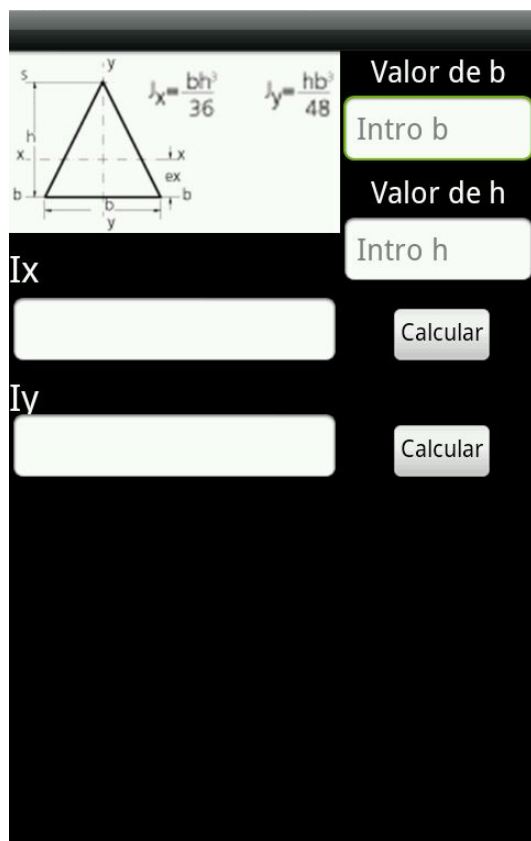 s
y
Jx= bh³
36
Jy= hb³
48
h
x
x
ex
b
b
b
y
Valor de b
Intro b
Valor de h
Intro h
Ix
Calcular
Iy
Calcular